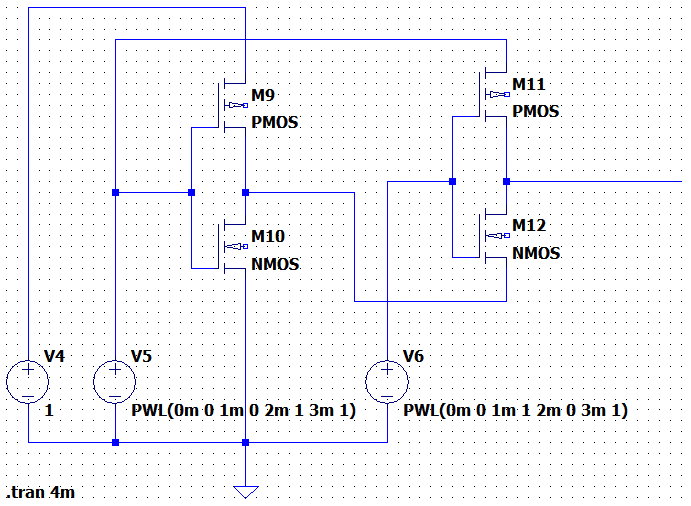 M9
PMOS
M11
PMOS
M10
NMOS
M12
NMOS
V4
1
V5
PWL(0m 0 1m 0 2m 1 3m 1)
V6
PWL(0m 0 1m 1 2m 0 3m 1)
.tran 4m